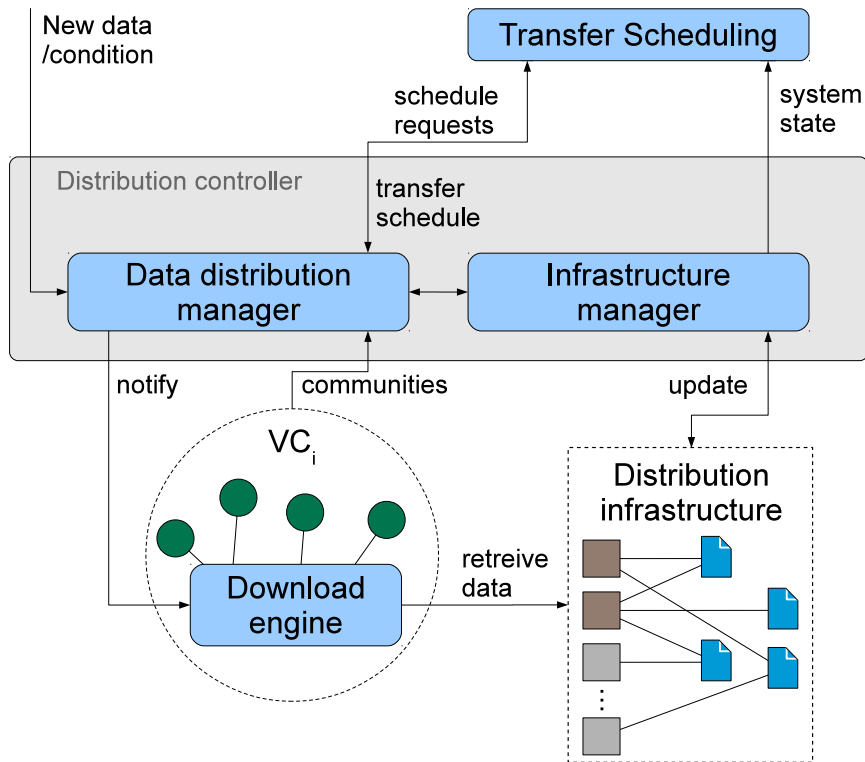 New data
/condition
Transfer Scheduling
schedule
requests
system
state
Distribution controller
transfer
schedule
Data distribution
manager
Infrastructure
manager
notify
communities
update
VCi
Distribution
infrastructure
Download
engine
retreive
data